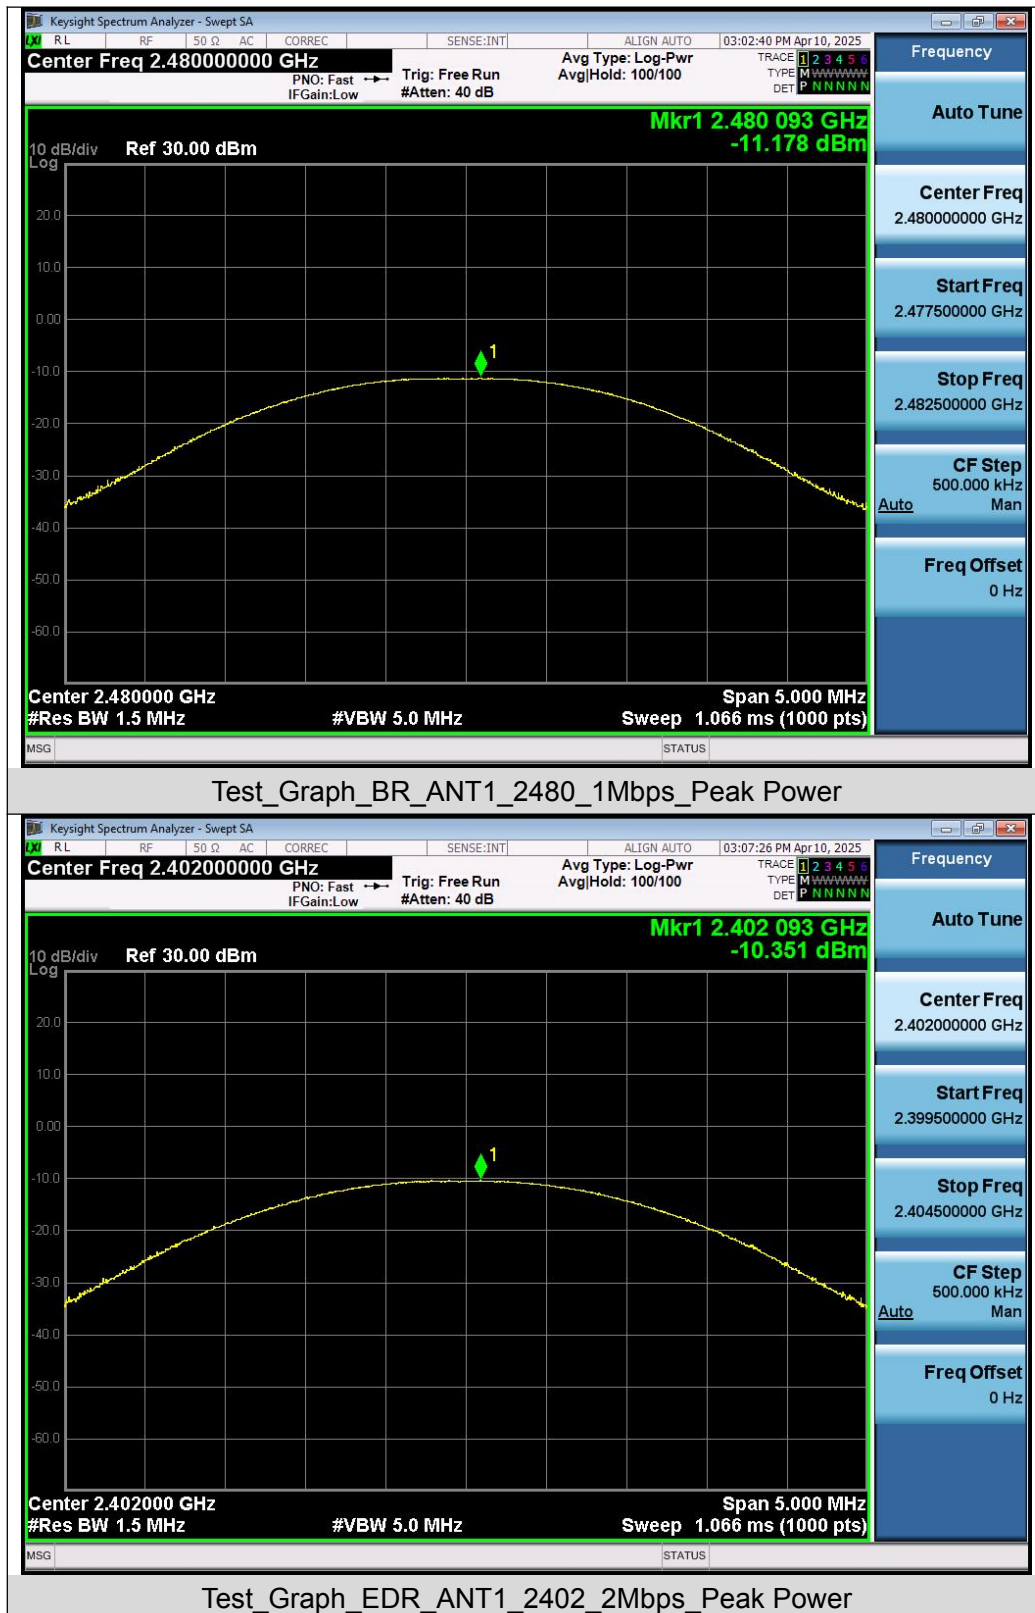 Keysight Spectrum Analyzer - Swept SA
LXI RL RF 50 Ω AC CORREC SENSE:INT ALIGN AUTO 03:02:40 PM Apr 10, 2025
Center Freq 2.480000000 GHz
PNO: Fast
IFGain:Low
Trig: Free Run
#Atten: 40 dB
Avg Type: Log-Pwr
Avg|Hold: 100/100
TRACE 1 2 3 4 5 6
TYPE M WWWWW
DET P N N N N N
Frequency
Mkr1 2.480 093 GHz
-11.178 dBm
10 dB/div Ref 30.00 dBm
Log
20.0
10.0
0.00
-10.0
-20.0
-30.0
-40.0
-50.0
-60.0
1
Center 2.480000 GHz Span 5.000 MHz
#Res BW 1.5 MHz #VBW 5.0 MHz Sweep 1.066 ms (1000 pts)
MSG STATUS
Auto Tune
Center Freq
2.480000000 GHz
Start Freq
2.477500000 GHz
Stop Freq
2.482500000 GHz
CF Step
500.000 kHz
Auto Man
Freq Offset
0 Hz
Test_Graph_BR_ANT1_2480_1Mbps_Peak Power
Keysight Spectrum Analyzer - Swept SA
LXI RL RF 50 Ω AC CORREC SENSE:INT ALIGN AUTO 03:07:26 PM Apr 10, 2025
Center Freq 2.402000000 GHz
PNO: Fast
IFGain:Low
Trig: Free Run
#Atten: 40 dB
Avg Type: Log-Pwr
Avg|Hold: 100/100
TRACE 1 2 3 4 5 6
TYPE M WWWWW
DET P N N N N N
Frequency
Mkr1 2.402 093 GHz
-10.351 dBm
10 dB/div Ref 30.00 dBm
Log
20.0
10.0
0.00
-10.0
-20.0
-30.0
-40.0
-50.0
-60.0
1
Center 2.402000 GHz Span 5.000 MHz
#Res BW 1.5 MHz #VBW 5.0 MHz Sweep 1.066 ms (1000 pts)
MSG STATUS
Auto Tune
Center Freq
2.402000000 GHz
Start Freq
2.399500000 GHz
Stop Freq
2.404500000 GHz
CF Step
500.000 kHz
Auto Man
Freq Offset
0 Hz
Test_Graph_EDR_ANT1_2402_2Mbps_Peak Power